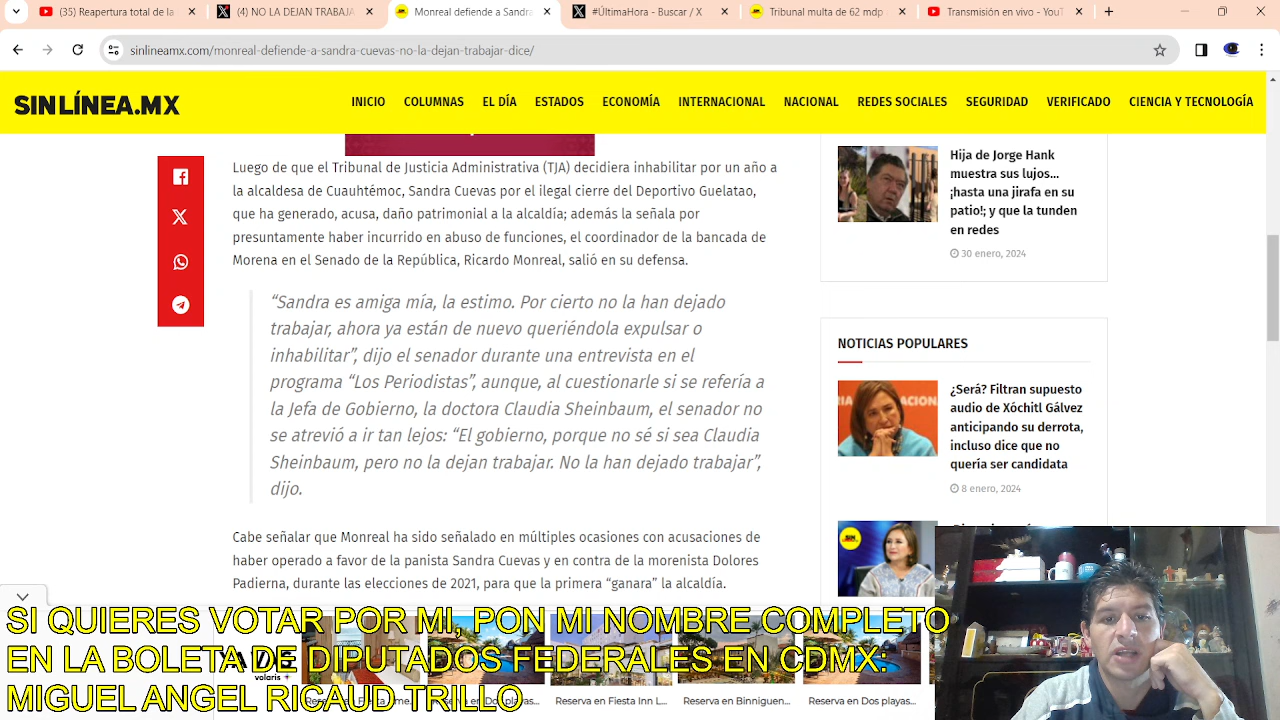 35) YouTube
(4) NO LA DEJAN TRABAJA
Monreal defiende a Sandra
#ÚltimaHora - Buscar / X
Tribunal multa de 62 mdp
Transmisión en vivo - YouT
sinlineamx.com/monreal-defiende-a-sandra-cuevas-no-la-dejan-trabajar-dice/
SINLÍNEA.MX
INICIO COLUMNAS EL DÍA ESTADOS ECONOMÍA INTERNACIONAL NACIONAL REDES SOCIALES SEGURIDAD VERIFICADO CIENCIA Y TECNOLOGÍA
Luego de que el Tribunal de Justicia Administrativa (TJA) decidiera inhabilitar por un año a
la alcaldesa de Cuauhtémoc, Sandra Cuevas por el ilegal cierre del Deportivo Guelatao,
que ha generado, acusa, daño patrimonial a la alcaldía; además la señala por
presuntamente haber incurrido en abuso de funciones, el coordinador de la bancada de
Morena en el Senado de la República, Ricardo Monreal, salió en su defensa.
“Sandra es amiga mía, la estimo. Por cierto no la han dejado
trabajar, ahora ya están de nuevo queriéndola expulsar o
inhabilitar”, dijo el senador durante una entrevista en el
programa “Los Periodistas”, aunque, al cuestionarle si se refería a
la Jefa de Gobierno, la doctora Claudia Sheinbaum, el senador no
se atrevió a ir tan lejos: “El gobierno, porque no sé si sea Claudia
Sheinbaum, pero no la dejan trabajar. No la han dejado trabajar”,
dijo.
Cabe señalar que Monreal ha sido señalado en múltiples ocasiones con acusaciones de
haber operado a favor de la panista Sandra Cuevas y en contra de la morenista Dolores
Padierna, durante las elecciones de 2021, para que la primera “ganara” la alcaldía.
Hija de Jorge Hank
muestra sus lujos…
¡hasta una jirafa en su
patio!; y que la tunden
en redes
30 enero, 2024
NOTICIAS POPULARES
¿Será? Filtran supuesto
audio de Xóchitl Gálvez
anticipando su derrota,
incluso dice que no
quería ser candidata
8 enero, 2024
SIN
SI QUIERES VOTAR POR MI, PON MI NOMBRE COMPLETO
EN LA BOLETA DE DIPUTADOS FEDERALES EN CDMX:
MIGUEL ANGEL RICAUD TRILLO
volaris
Reserva en Dos playas...
Reserva en Fiesta Inn L...
Reserva en Binniguen...
Reserva en Dos playas...